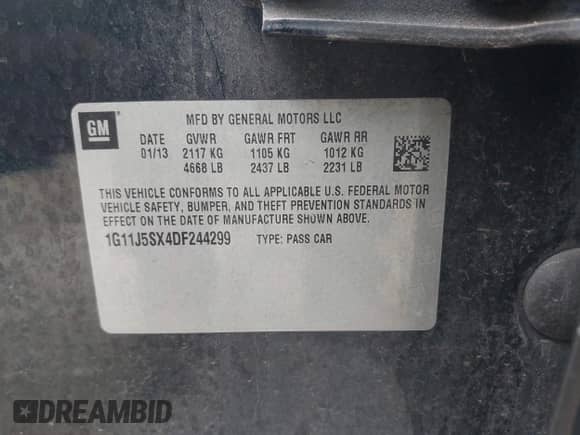 GM
MFD BY GENERAL MOTORS LLC
DATE GVWR GAWR FRT GAWR RR
01/13 2117 KG 1105 KG 1012 KG
4668 LB 2437 LB 2231 LB
THIS VEHICLE CONFORMS TO ALL APPLICABLE U.S. FEDERAL MOTOR
VEHICLE SAFETY, BUMPER, AND THEFT PREVENTION STANDARDS IN
EFFECT ON THE DATE OF MANUFACTURE SHOWN ABOVE.
1G11J5SX4DF244299 TYPE: PASS CAR
DREAMBID